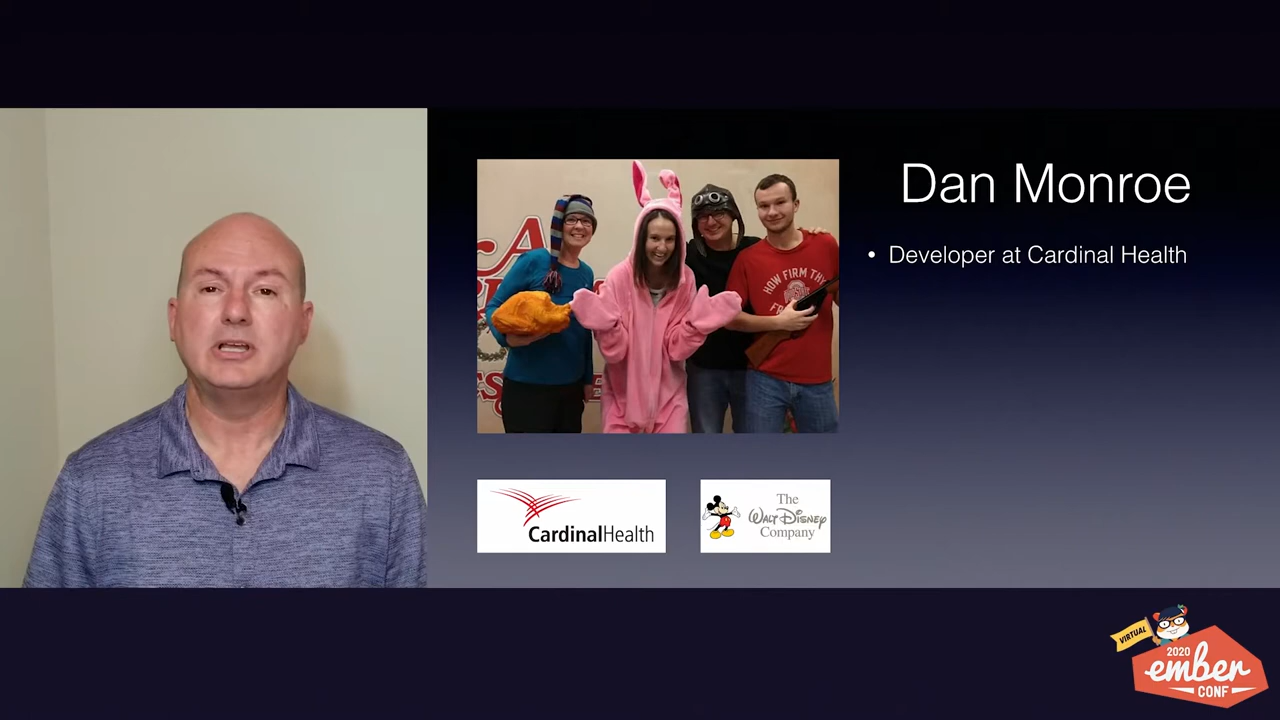 Dan Monroe
• Developer at Cardinal Health
A
HOW FIRM THY
CardinalHealth
The
WALT DISNEY
Company
VIRTUAL
2020
ember
CONF